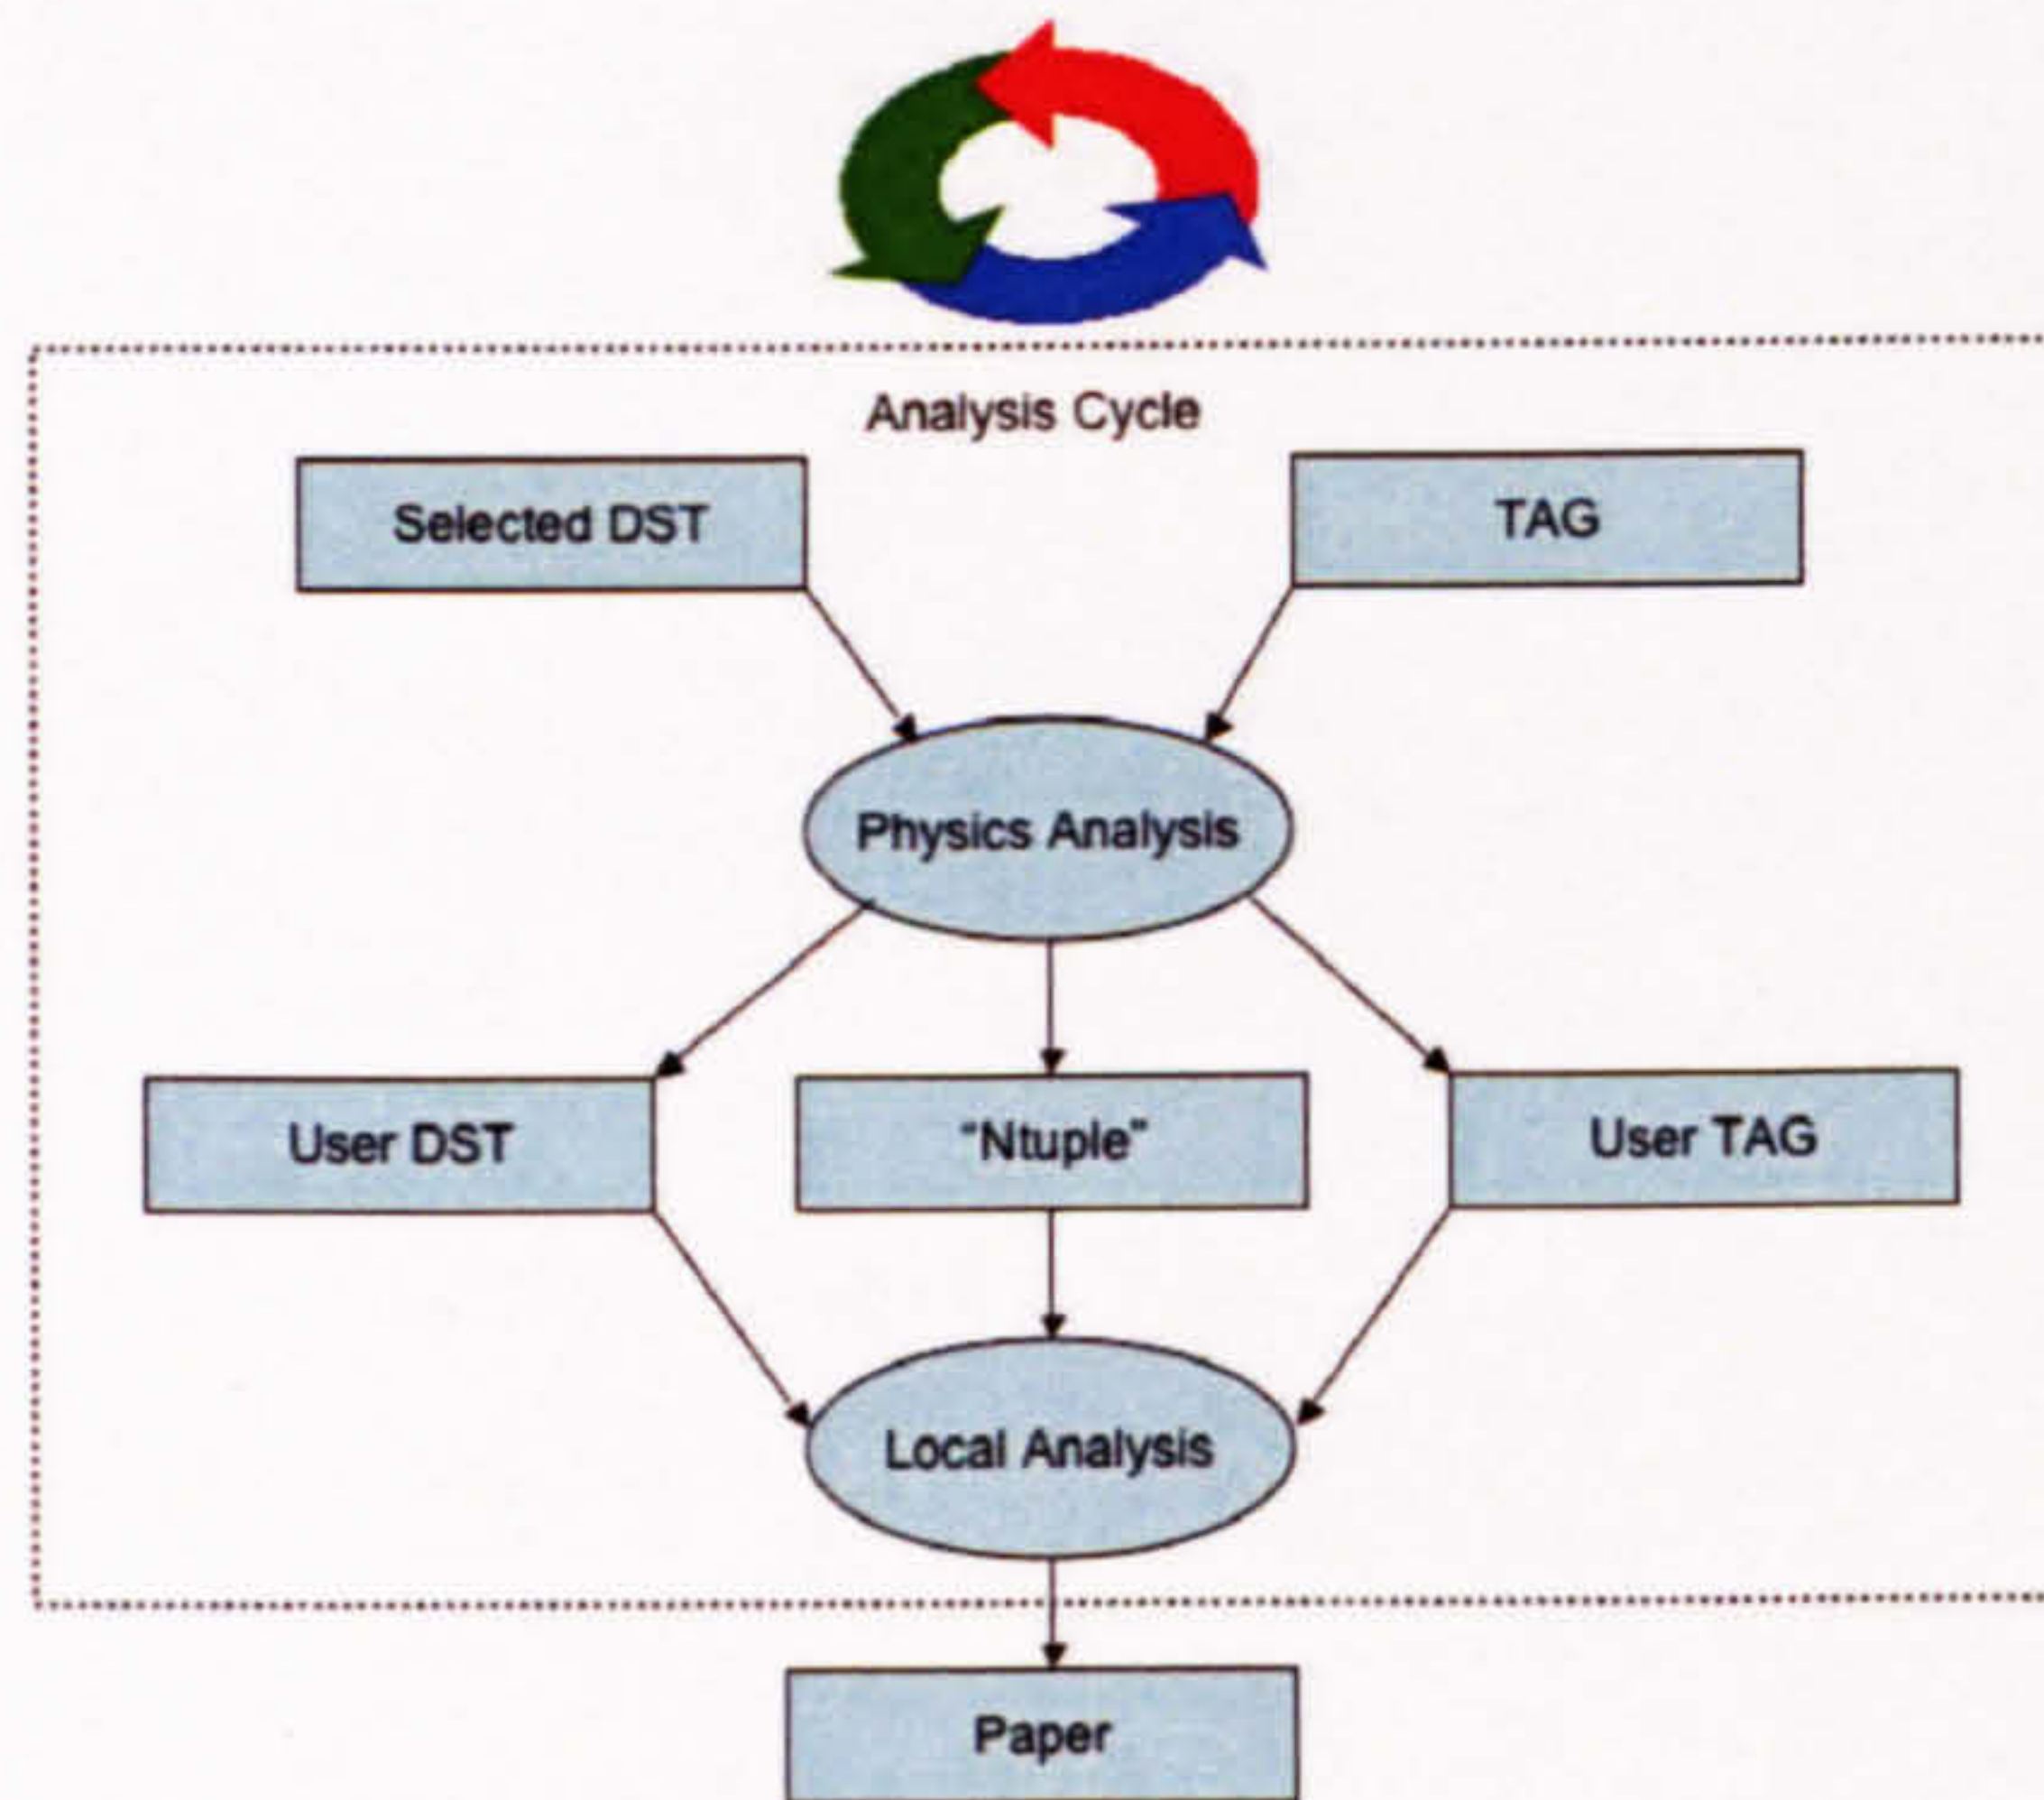 Analysis Cycle
Selected DST
TAG
Physics Analysis
User DST
"Ntuple"
User TAG
Local Analysis
Paper